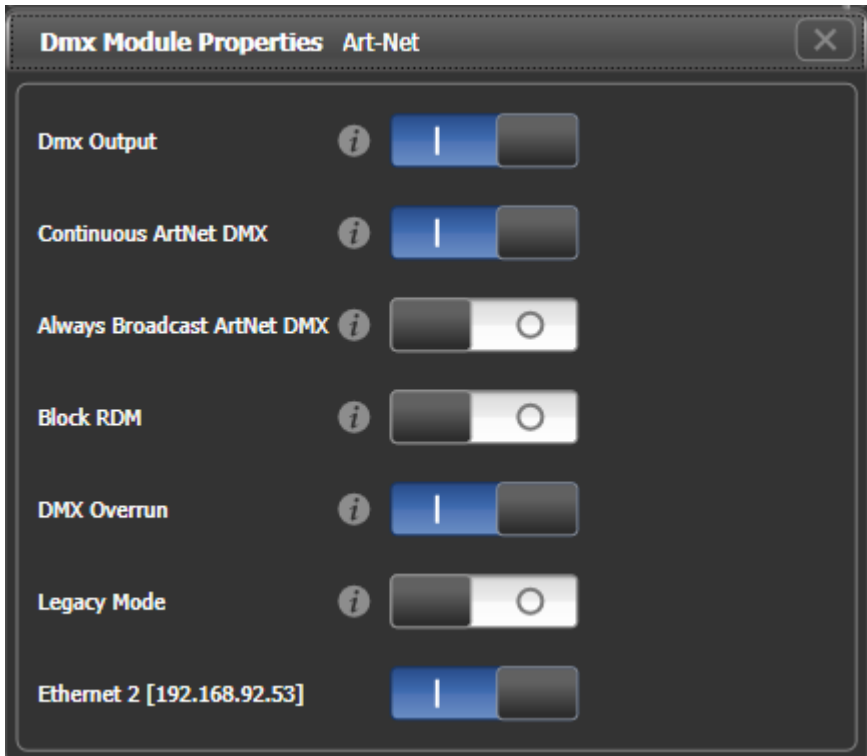 Dmx Module Properties Art-Net
Dmx Output
Continuous ArtNet DMX
Always Broadcast ArtNet DMX
Block RDM
DMX Overrun
Legacy Mode
Ethernet 2 [192.168.92.53]